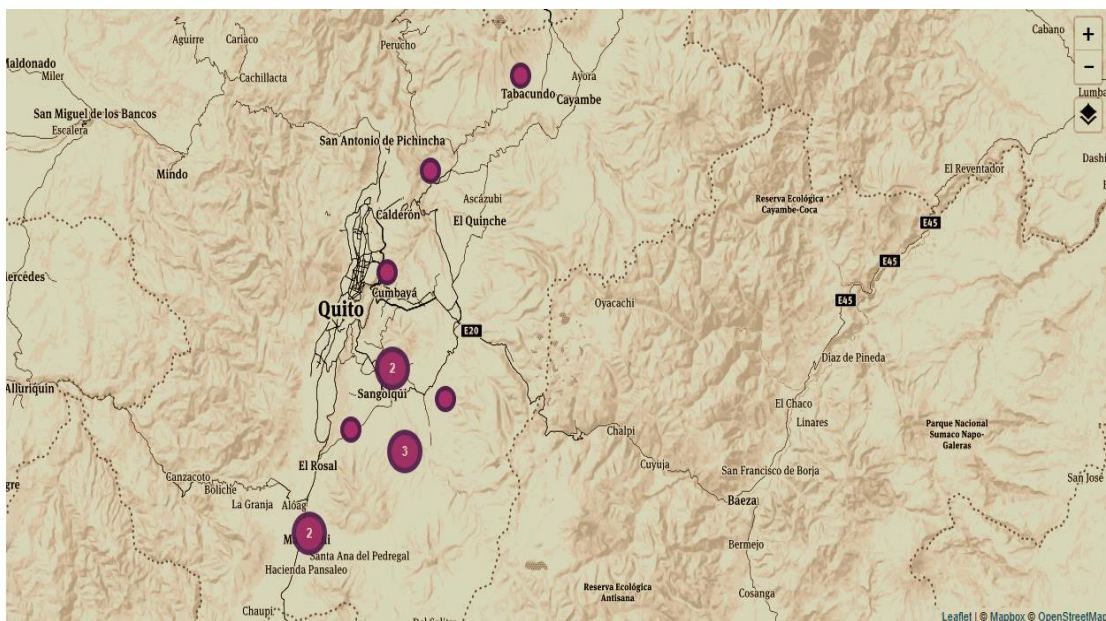 Aguirre
Cariaco
Perucho
Cabano
+
−
Maldonado
Miler
Cachillacta
Ayora
Tabacundo
Cayambe
San Miguel de los Bancos
Escalera
San Antonio de Pichincha
Mindo
El Reventador
Ascázubi
Reserva Ecológica
Cayambe-Coca
Calderón
El Quinche
E45
E45
E45
Cumbayá
Quito
Oyacachi
E20
Díaz de Pineda
2
Alluriquín
Sangolquí
El Chaco
Linares
Chalpi
Parque Nacional
Sumaco Napo-
Galeras
3
El Rosal
Cuyuja
San Francisco de Borja
Canzacoto
Boliche
San José
La Granja
Alóag
Baeza
2
Santa Ana del Pedregal
Bermejo
Hacienda Pansaleo
Reserva Ecológica
Antisana
Cosanga
Chaupi
Leaflet | © Mapbox © OpenStreetMap